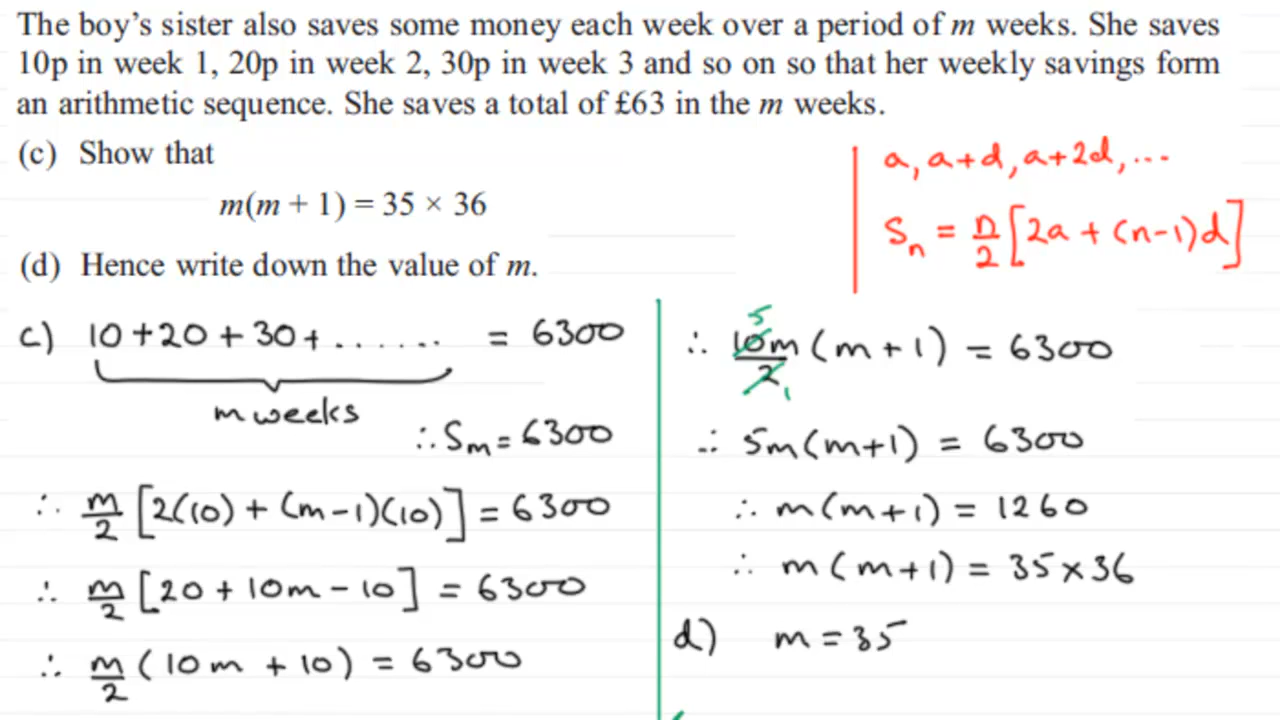 The boy's sister also saves some money each week over a period of m weeks. She saves
10p in week 1, 20p in week 2, 30p in week 3 and so on so that her weekly savings form
an arithmetic sequence. She saves a total of £63 in the m weeks.
(c) Show that
m(m + 1) = 35 × 36
(d) Hence write down the value of m.
a, a+d, a+2d, ...
Sₙ = n/2 [2a + (n-1)d]
c) 10+20+30+ ....... = 6300
m weeks
∴ Sₘ = 6300
∴ m/2 [2(10) + (m-1)(10)] = 6300
∴ m/2 [20 + 10m - 10] = 6300
∴ m/2 (10m + 10) = 6300
5
∴ 10m/2 (m+1) = 6300
1
∴ 5m(m+1) = 6300
∴ m(m+1) = 1260
∴ m(m+1) = 35×36
d) m = 35